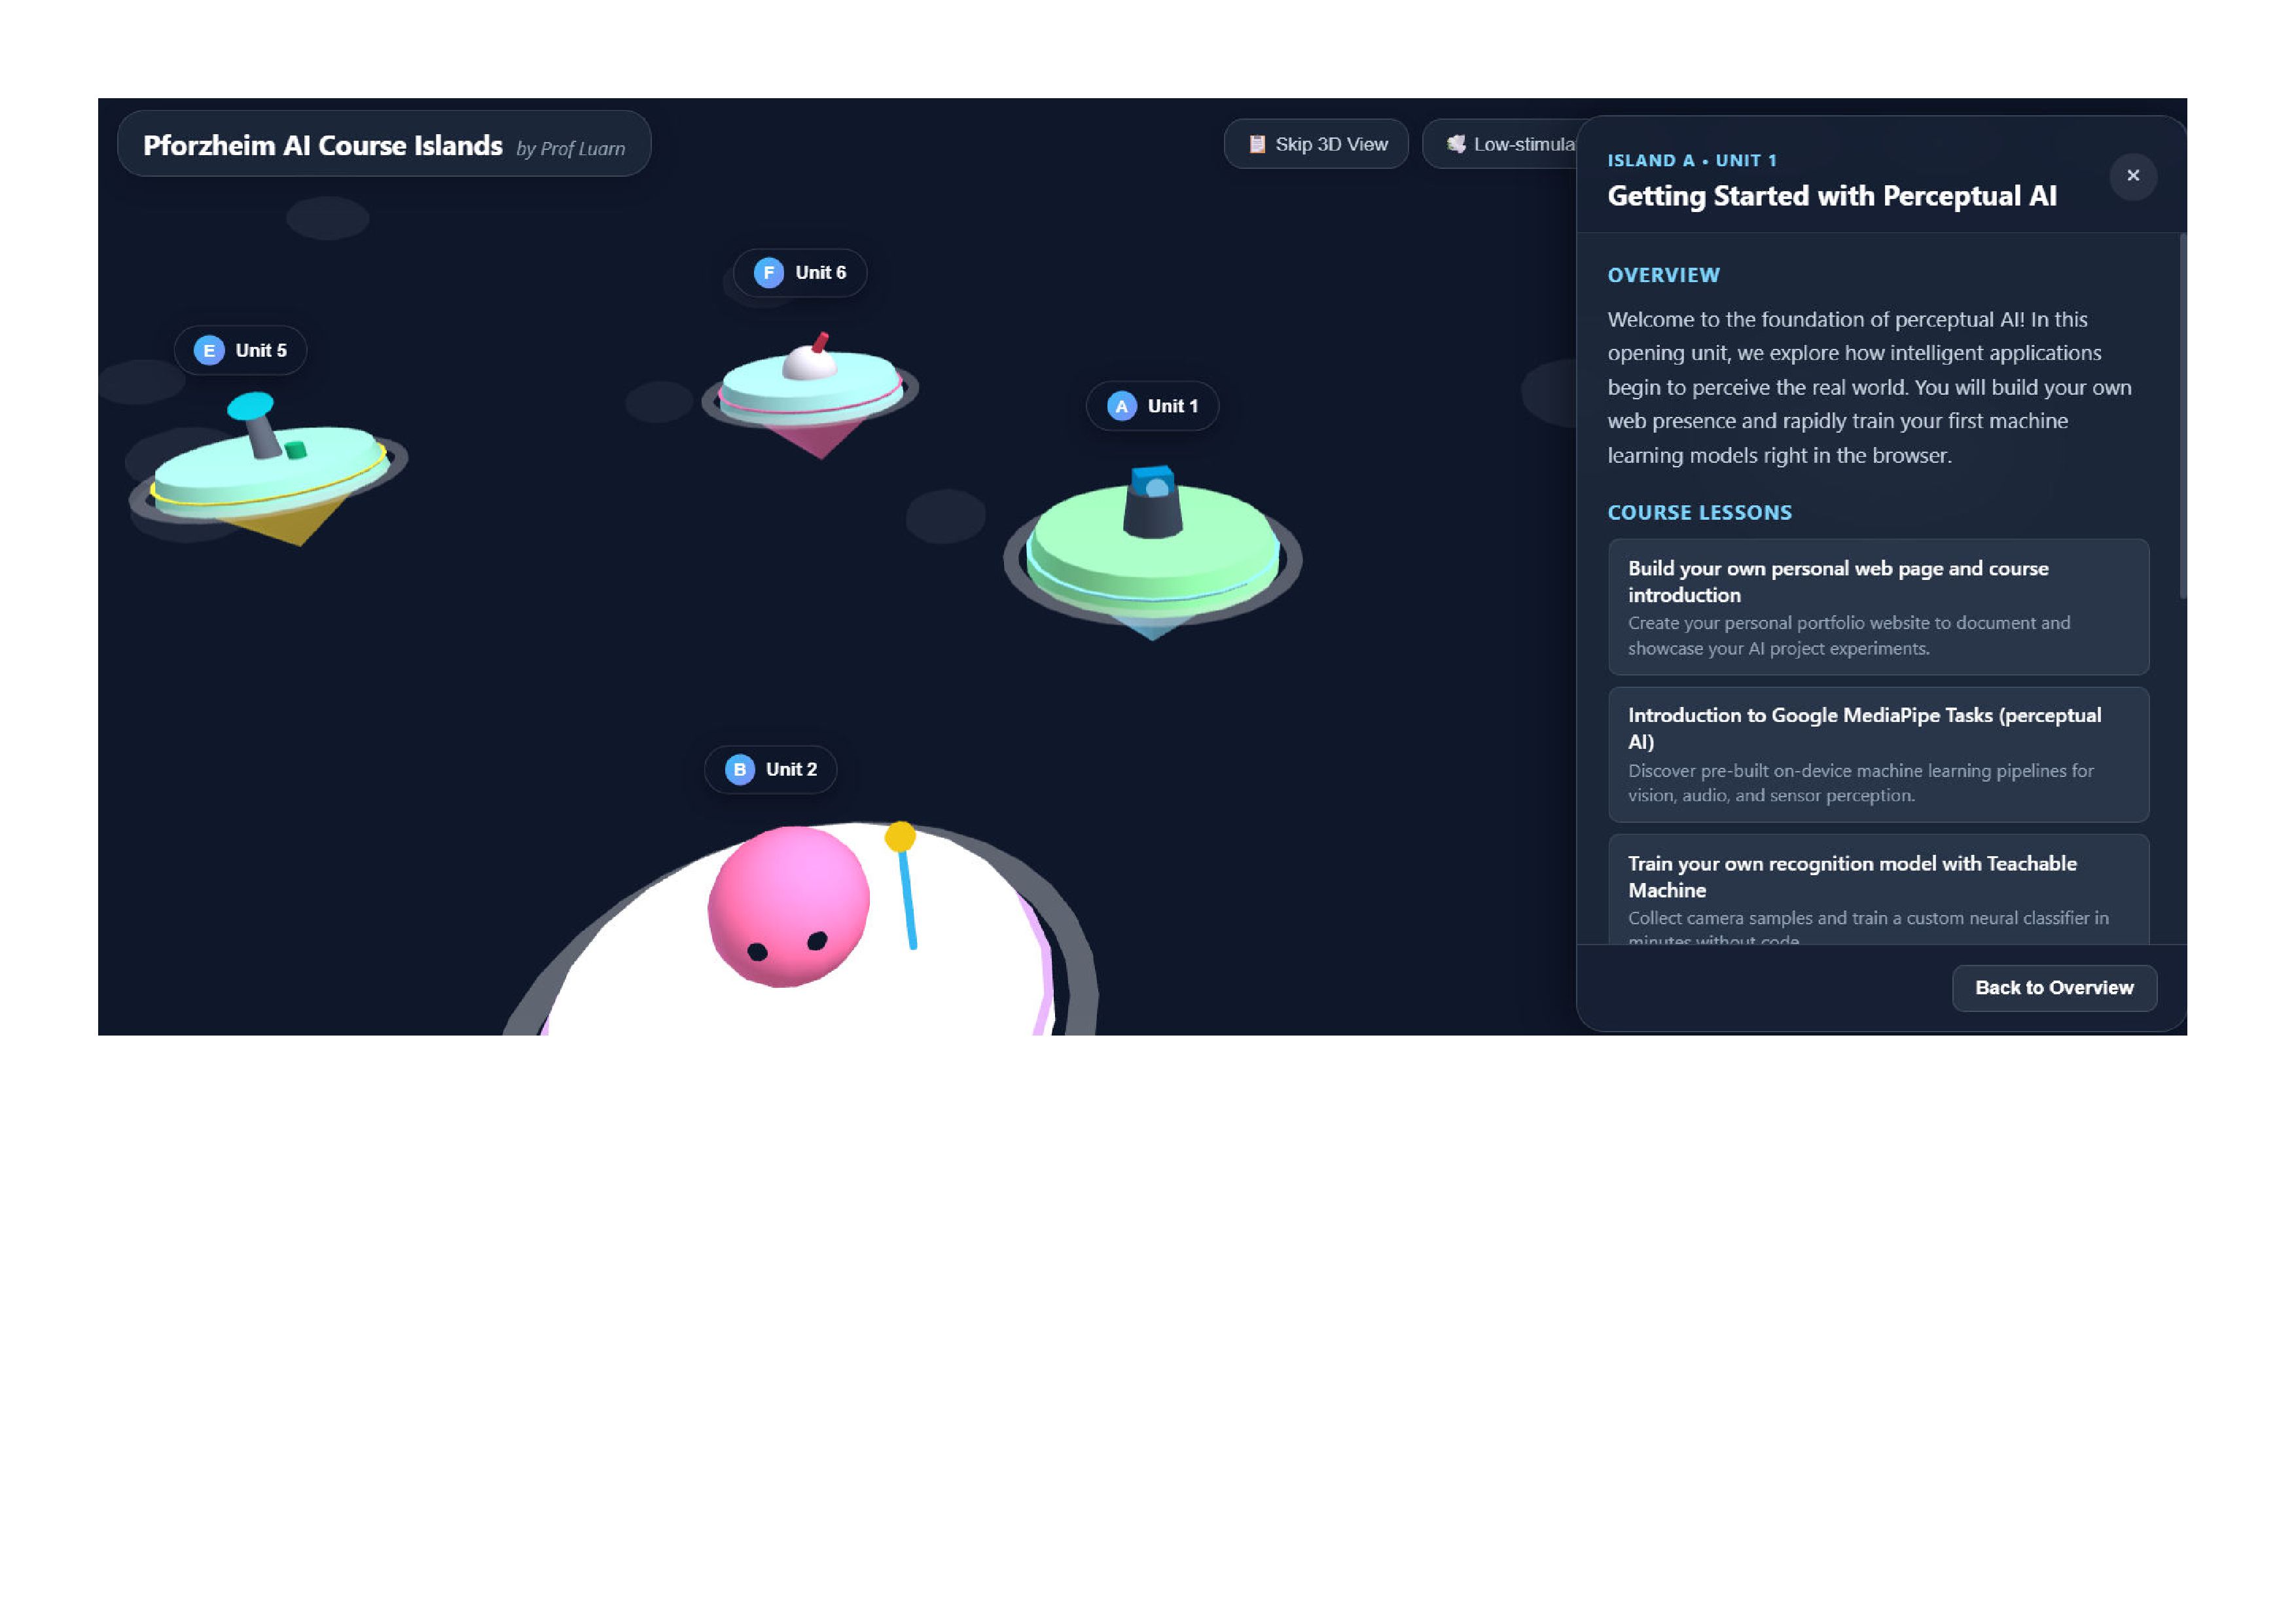 Pforzheim AI Course Islands by Prof Luarn
Skip 3D View
Low-stimula
F Unit 6
E Unit 5
A Unit 1
B Unit 2
ISLAND A • UNIT 1
Getting Started with Perceptual AI
OVERVIEW
Welcome to the foundation of perceptual AI! In this
opening unit, we explore how intelligent applications
begin to perceive the real world. You will build your own
web presence and rapidly train your first machine
learning models right in the browser.
COURSE LESSONS
Build your own personal web page and course
introduction
Create your personal portfolio website to document and
showcase your AI project experiments.
Introduction to Google MediaPipe Tasks (perceptual
AI)
Discover pre-built on-device machine learning pipelines for
vision, audio, and sensor perception.
Train your own recognition model with Teachable
Machine
Collect camera samples and train a custom neural classifier in
minutes without code.
Back to Overview